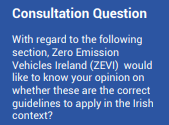 Consultation Question
With regard to the following
section, Zero Emission
Vehicles Ireland (ZEVI) would
like to know your opinion on
whether these are the correct
guidelines to apply in the Irish
context?